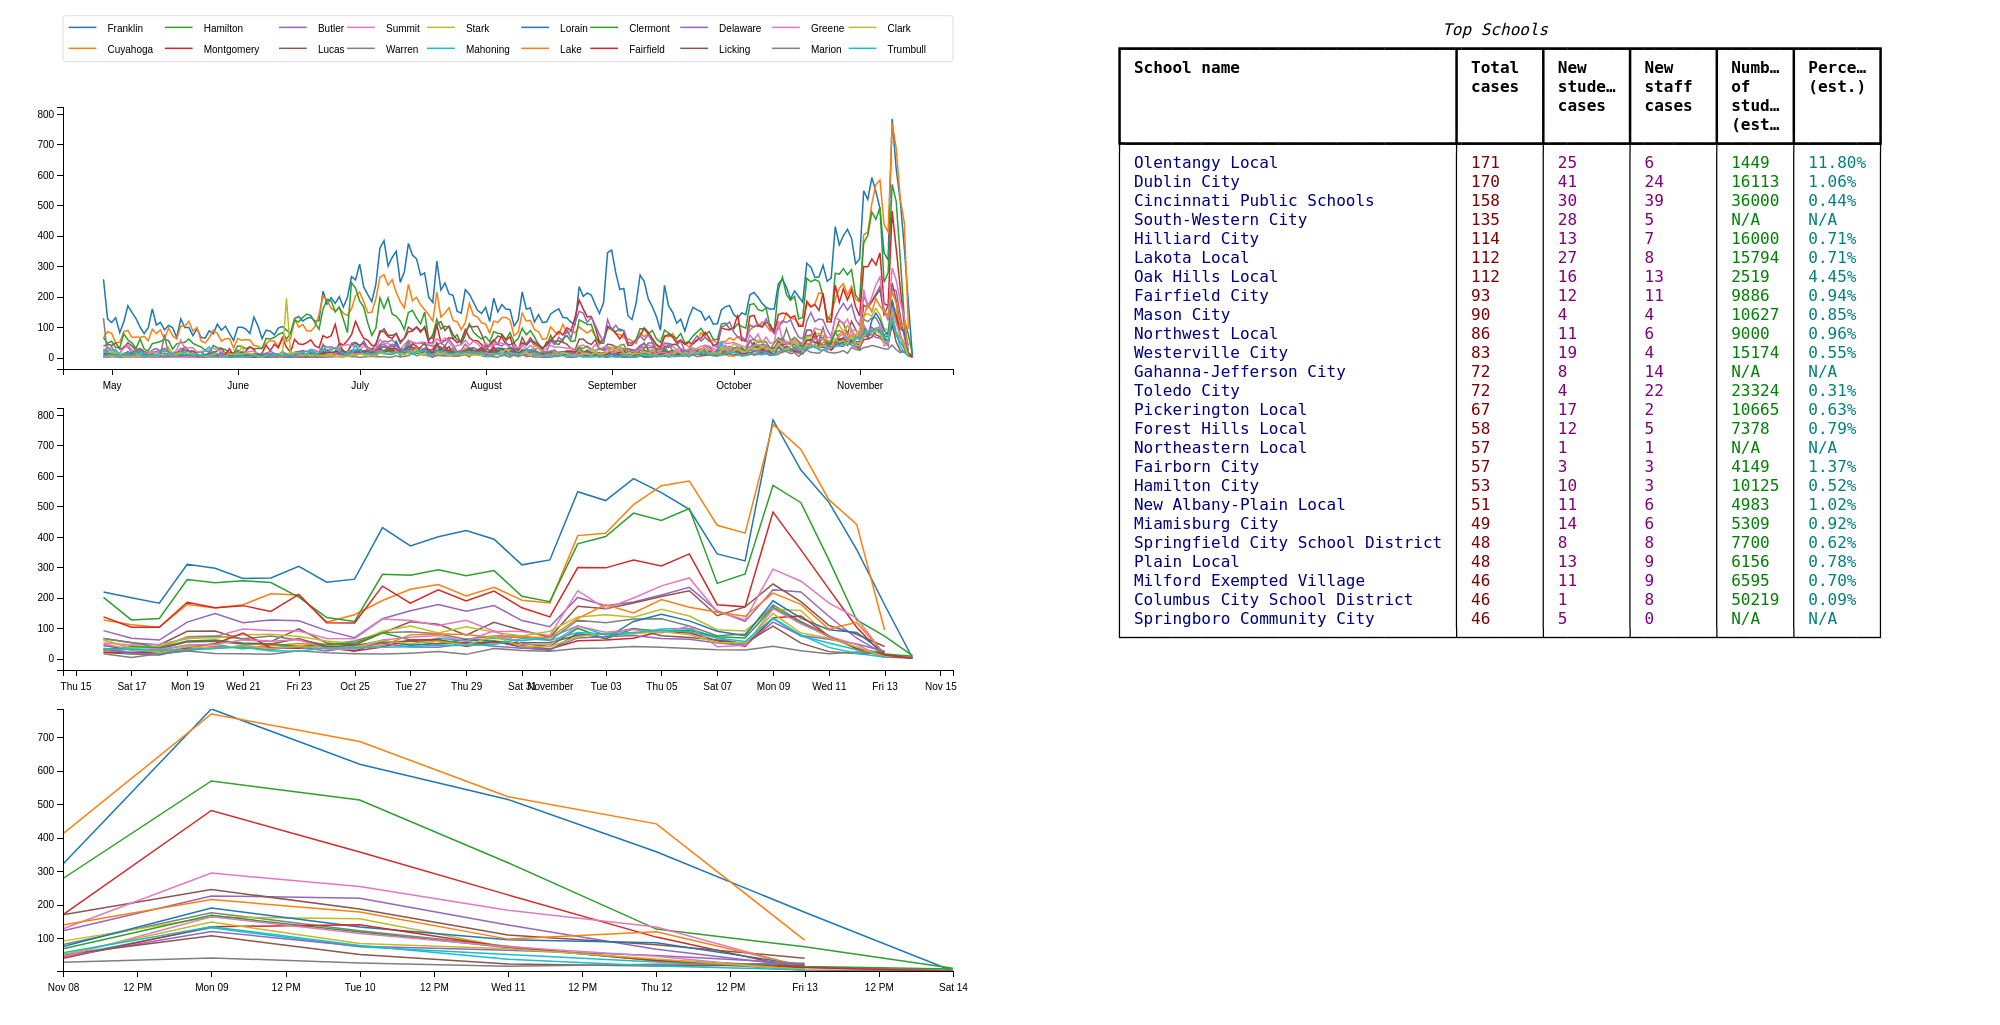 Franklin Hamilton Butler Summit Stark Lorain Clermont Delaware Greene Clark
Cuyahoga Montgomery Lucas Warren Mahoning Lake Fairfield Licking Marion Trumbull
800
700
600
500
400
300
200
100
0
May June July August September October November
800
700
600
500
400
300
200
100
0
Thu 15 Sat 17 Mon 19 Wed 21 Fri 23 Oct 25 Tue 27 Thu 29 Sat 31 November Tue 03 Thu 05 Sat 07 Mon 09 Wed 11 Fri 13 Nov 15
700
600
500
400
300
200
100
Nov 08 12 PM Mon 09 12 PM Tue 10 12 PM Wed 11 12 PM Thu 12 12 PM Fri 13 12 PM Sat 14
Top Schools
School name Total New New Numb… Perce…
cases stude… staff of (est.)
cases cases stud…
(est…
Olentangy Local 171 25 6 1449 11.80%
Dublin City 170 41 24 16113 1.06%
Cincinnati Public Schools 158 30 39 36000 0.44%
South-Western City 135 28 5 N/A N/A
Hilliard City 114 13 7 16000 0.71%
Lakota Local 112 27 8 15794 0.71%
Oak Hills Local 112 16 13 2519 4.45%
Fairfield City 93 12 11 9886 0.94%
Mason City 90 4 4 10627 0.85%
Northwest Local 86 11 6 9000 0.96%
Westerville City 83 19 4 15174 0.55%
Gahanna-Jefferson City 72 8 14 N/A N/A
Toledo City 72 4 22 23324 0.31%
Pickerington Local 67 17 2 10665 0.63%
Forest Hills Local 58 12 5 7378 0.79%
Northeastern Local 57 1 1 N/A N/A
Fairborn City 57 3 3 4149 1.37%
Hamilton City 53 10 3 10125 0.52%
New Albany-Plain Local 51 11 6 4983 1.02%
Miamisburg City 49 14 6 5309 0.92%
Springfield City School District 48 8 8 7700 0.62%
Plain Local 48 13 9 6156 0.78%
Milford Exempted Village 46 11 9 6595 0.70%
Columbus City School District 46 1 8 50219 0.09%
Springboro Community City 46 5 0 N/A N/A